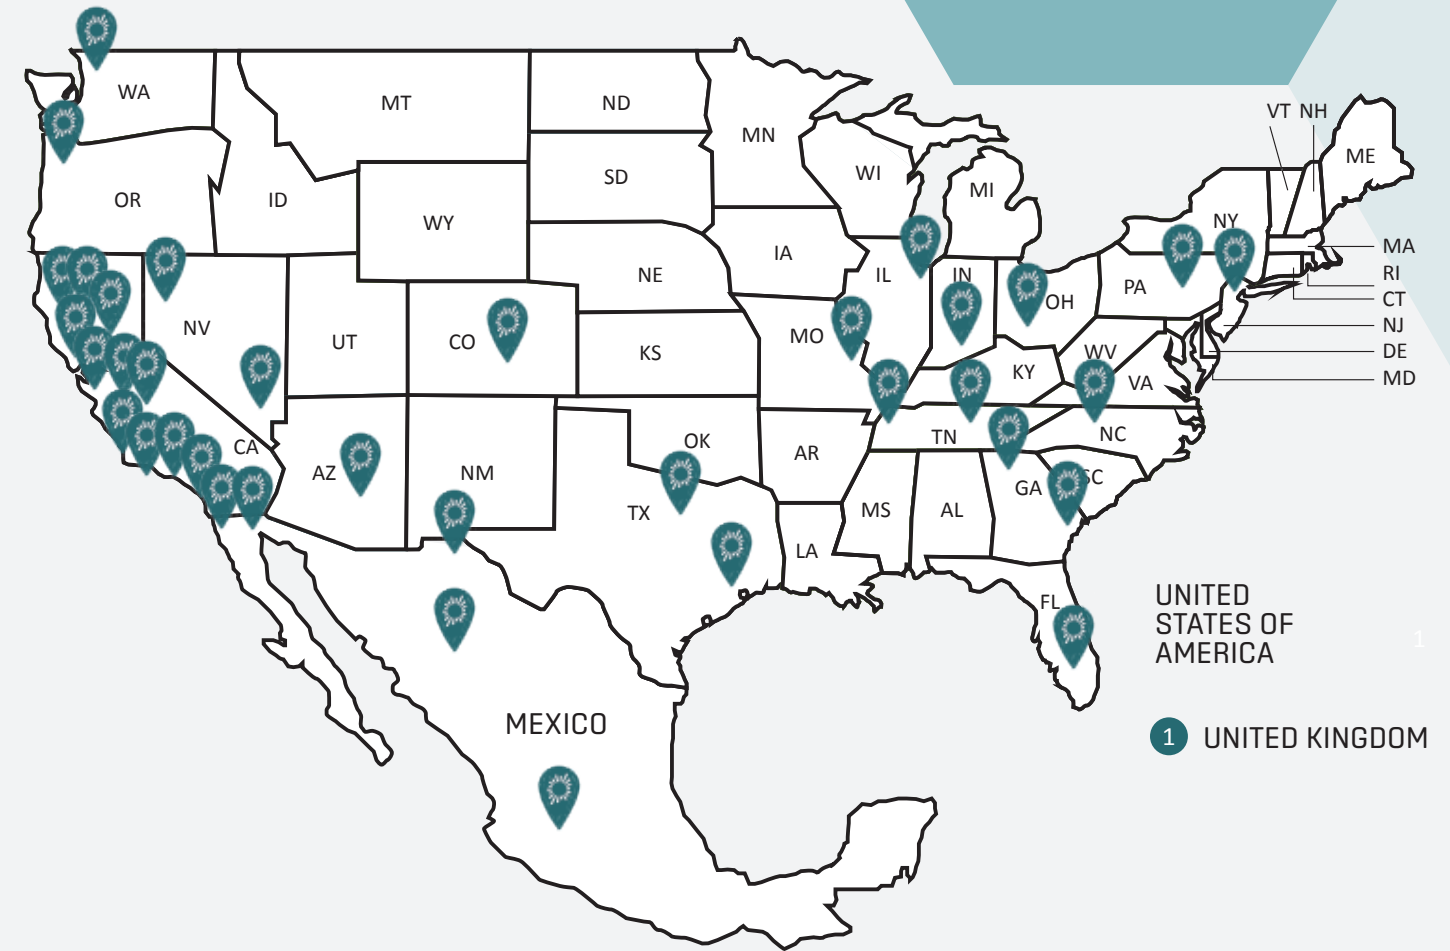 WA
MT
ND
MN
VT NH
ME
OR
ID
WY
SD
WI
MI
NY
MA
RI
CT
NJ
DE
MD
NV
UT
CO
NE
IA
IL
IN
OH
PA
KS
MO
KY
WV
VA
CA
AZ
NM
OK
AR
TN
NC
SC
TX
LA
MS
AL
GA
FL
UNITED
STATES OF
AMERICA
1
MEXICO
1 UNITED KINGDOM